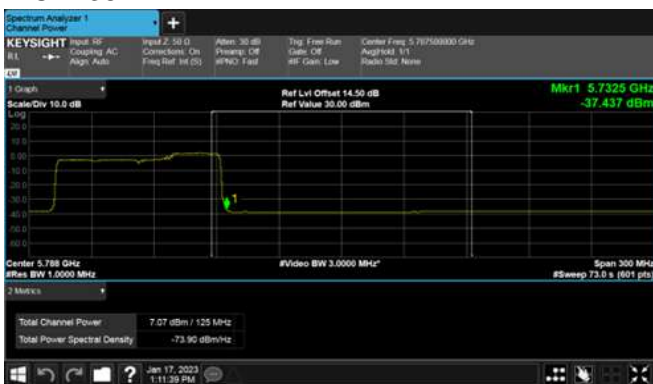 Spectrum Analyzer 1
Channel Power
+
KEYSIGHT Input: RF
R L
Coupling: AC
Align: Auto
Input Z: 50 Ω
Corrections: On
Freq Ref: Int (S)
Atten: 30 dB
Preamp: Off
#PNO: Fast
Trig: Free Run
Gate: Off
#IF Gain: Low
Center Freq: 5.787500000 GHz
Avg|Hold: 1/1
Radio Std: None
1 Graph
Scale/Div 10.0 dB
Ref Lvl Offset 14.50 dB
Ref Value 30.00 dBm
Mkr1 5.7325 GHz
-37.437 dBm
Log
20.0
10.0
0.00
-10.0
-20.0
-30.0
-40.0
-50.0
-60.0
1
Center 5.788 GHz
#Res BW 1.0000 MHz
#Video BW 3.0000 MHz*
Span 300 MHz
#Sweep 73.0 s (601 pts)
2 Metrics
Total Channel Power 7.07 dBm / 125 MHz
Total Power Spectral Density -73.90 dBm/Hz
?
Jan 17, 2023
1:11:39 PM